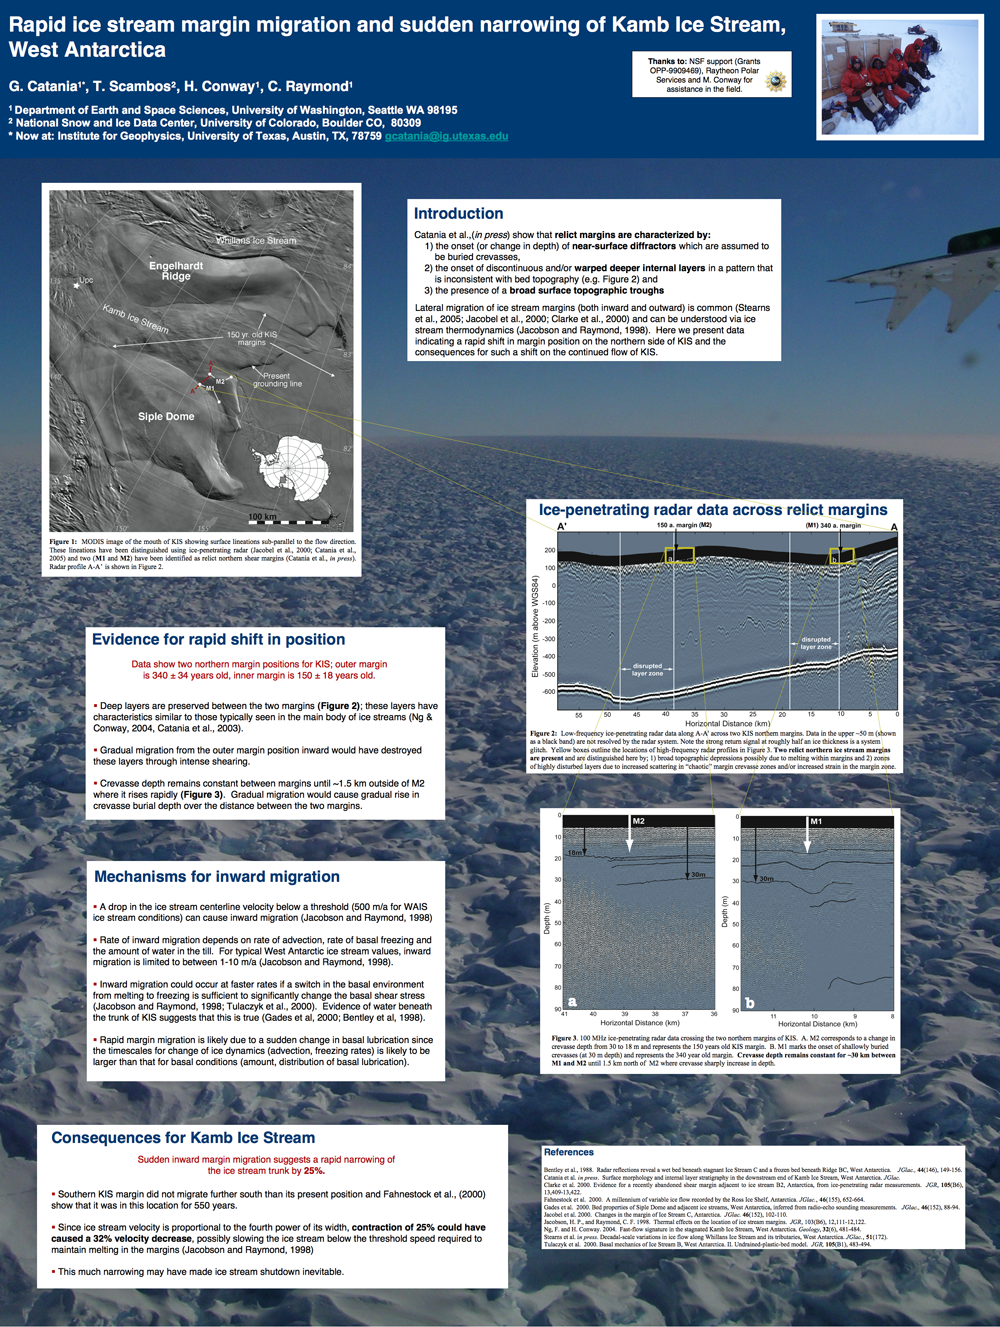 Rapid ice stream margin migration and sudden narrowing of Kamb Ice Stream,
West Antarctica
G. Catania¹*, T. Scambos², H. Conway¹, C. Raymond¹
¹ Department of Earth and Space Sciences, University of Washington, Seattle WA 98195
² National Snow and Ice Data Center, University of Colorado, Boulder CO, 80309
* Now at: Institute for Geophysics, University of Texas, Austin, TX, 78759 gcatania@ig.utexas.edu
Thanks to: NSF support (Grants
OPP-9909469), Raytheon Polar
Services and M. Conway for
assistance in the field.
Whillans Ice Stream
Engelhardt
Ridge
Upc
Kamb Ice Stream
150 yr. old KIS
margins
M2
M1
Present
grounding line
Siple Dome
100 km
Figure 1: MODIS image of the mouth of KIS showing surface lineations sub-parallel to the flow direction.
These lineations have been distinguished using ice-penetrating radar (Jacobel et al., 2000; Catania et al.,
2005) and two (M1 and M2) have been identified as relict northern shear margins (Catania et al., in press).
Radar profile A-A' is shown in Figure 2.
Introduction
Catania et al.,(in press) show that relict margins are characterized by:
1) the onset (or change in depth) of near-surface diffractors which are assumed to
be buried crevasses,
2) the onset of discontinuous and/or warped deeper internal layers in a pattern that
is inconsistent with bed topography (e.g. Figure 2) and
3) the presence of a broad surface topographic troughs
Lateral migration of ice stream margins (both inward and outward) is common (Stearns
et al., 2005; Jacobel et al., 2000; Clarke et al., 2000) and can be understood via ice
stream thermodynamics (Jacobson and Raymond, 1998). Here we present data
indicating a rapid shift in margin position on the northern side of KIS and the
consequences for such a shift on the continued flow of KIS.
Ice-penetrating radar data across relict margins
A' 150 a. margin (M2) (M1) 340 a. margin A
Elevation (m above WGS84)
200
100
0
-100
-200
-300
-400
-500
-600
disrupted
layer zone
disrupted
layer zone
55 50 45 40 35 30 25 20 15 10 5 0
Horizontal Distance (km)
Figure 2: Low-frequency ice-penetrating radar data along A-A' across two KIS northern margins. Data in the upper ~50 m (shown
as a black band) are not resolved by the radar system. Note the strong return signal at roughly half an ice thickness is a system
glitch. Yellow boxes outline the locations of high-frequency radar profiles in Figure 3. Two relict northern ice stream margins
are present and are distinguished here by; 1) broad topographic depressions possibly due to melting within margins and 2) zones
of highly disturbed layers due to increased scattering in "chaotic" margin crevasse zones and/or increased strain in the margin zone.
Evidence for rapid shift in position
Data show two northern margin positions for KIS; outer margin
is 340 ± 34 years old, inner margin is 150 ± 18 years old.
▪ Deep layers are preserved between the two margins (Figure 2); these layers have
characteristics similar to those typically seen in the main body of ice streams (Ng &
Conway, 2004, Catania et al., 2003).
▪ Gradual migration from the outer margin position inward would have destroyed
these layers through intense shearing.
▪ Crevasse depth remains constant between margins until ~1.5 km outside of M2
where it rises rapidly (Figure 3). Gradual migration would cause gradual rise in
crevasse burial depth over the distance between the two margins.
M2
18m
30m
a
Depth (m)
0
10
20
30
40
50
60
70
80
90
41 40 39 38 37 36
Horizontal Distance (km)
M1
30m
b
Depth (m)
0
10
20
30
40
50
60
70
80
90
11 10 9 8
Horizontal Distance (km)
Figure 3. 100 MHz ice-penetrating radar data crossing the two northern margins of KIS. A. M2 corresponds to a change in
crevasse depth from 30 to 18 m and represents the 150 years old KIS margin. B. M1 marks the onset of shallowly buried
crevasses (at 30 m depth) and represents the 340 year old margin. Crevasse depth remains constant for ~30 km between
M1 and M2 until 1.5 km north of M2 where crevasse sharply increase in depth.
Mechanisms for inward migration
▪ A drop in the ice stream centerline velocity below a threshold (500 m/a for WAIS
ice stream conditions) can cause inward migration (Jacobson and Raymond, 1998)
▪ Rate of inward migration depends on rate of advection, rate of basal freezing and
the amount of water in the till. For typical West Antarctic ice stream values, inward
migration is limited to between 1-10 m/a (Jacobson and Raymond, 1998).
▪ Inward migration could occur at faster rates if a switch in the basal environment
from melting to freezing is sufficient to significantly change the basal shear stress
(Jacobson and Raymond, 1998; Tulaczyk et al., 2000). Evidence of water beneath
the trunk of KIS suggests that this is true (Gades et al, 2000; Bentley et al, 1998).
▪ Rapid margin migration is likely due to a sudden change in basal lubrication since
the timescales for change of ice dynamics (advection, freezing rates) is likely to be
larger than that for basal conditions (amount, distribution of basal lubrication).
Consequences for Kamb Ice Stream
Sudden inward margin migration suggests a rapid narrowing of
the ice stream trunk by 25%.
▪ Southern KIS margin did not migrate further south than its present position and Fahnestock et al., (2000)
show that it was in this location for 550 years.
▪ Since ice stream velocity is proportional to the fourth power of its width, contraction of 25% could have
caused a 32% velocity decrease, possibly slowing the ice stream below the threshold speed required to
maintain melting in the margins (Jacobson and Raymond, 1998)
▪ This much narrowing may have made ice stream shutdown inevitable.
References
Bentley et al., 1988. Radar reflections reveal a wet bed beneath stagnant Ice Stream C and a frozen bed beneath Ridge BC, West Antarctica. JGlac, 44(146), 149-156.
Catania et al. in press. Surface morphology and internal layer stratigraphy in the downstream end of Kamb Ice Stream, West Antarctica. JGlac.
Clarke et al. 2000. Evidence for a recently abandoned shear margin adjacent to ice stream B2, Antarctica, from ice-penetrating radar measurements. JGR, 105(B6),
13,409-13,422.
Fahnestock et al. 2000. A millennium of variable ice flow recorded by the Ross Ice Shelf, Antarctica. JGlac., 46(155), 652-664.
Gades et al. 2000. Bed properties of Siple Dome and adjacent ice streams, West Antarctica, inferred from radio-echo sounding measurements. JGlac., 46(152), 88-94.
Jacobel et al. 2000. Changes in the margin of Ice Stream C, Antarctica. JGlac. 46(152), 102-110.
Jacobson, H. P., and Raymond, C. F. 1998. Thermal effects on the location of ice stream margins. JGR, 103(B6), 12,111-12,122.
Ng, F. and H. Conway. 2004. Fast-flow signature in the stagnated Kamb Ice Stream, West Antarctica. Geology, 32(6), 481-484.
Stearns et al. in press. Decadal-scale variations in ice flow along Whillans Ice Stream and its tributaries, West Antarctica. JGlac., 51(172).
Tulaczyk et al. 2000. Basal mechanics of Ice Stream B, West Antarctica. II. Undrained-plastic-bed model. JGR, 105(B1), 483-494.